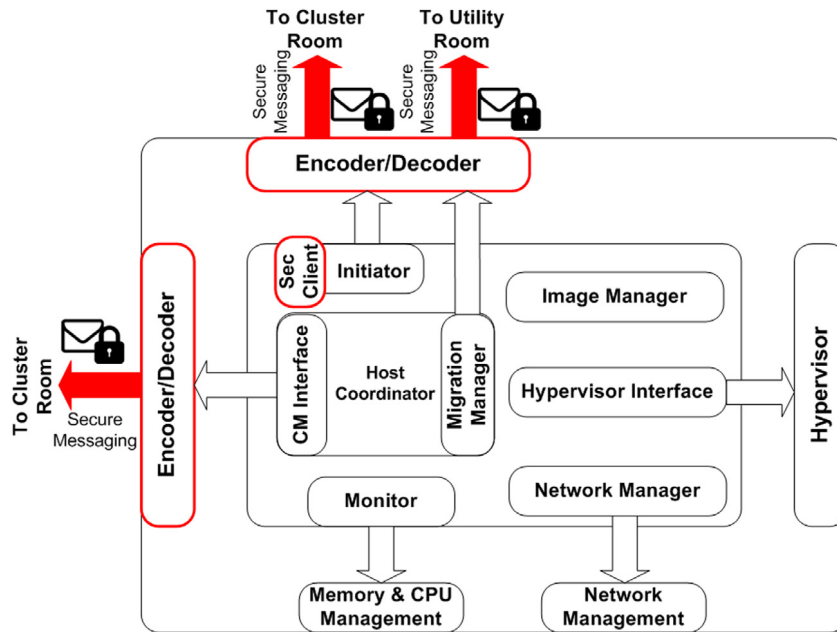 To Cluster
Room
To Utility
Room
Secure
Messaging
Secure
Messaging
Encoder/Decoder
Sec
Client
Initiator
Image Manager
Encoder/Decoder
To Cluster
Room
Secure
Messaging
CM Interface
Host
Coordinator
Migration
Manager
Hypervisor Interface
Hypervisor
Monitor
Network Manager
Memory & CPU
Management
Network
Management